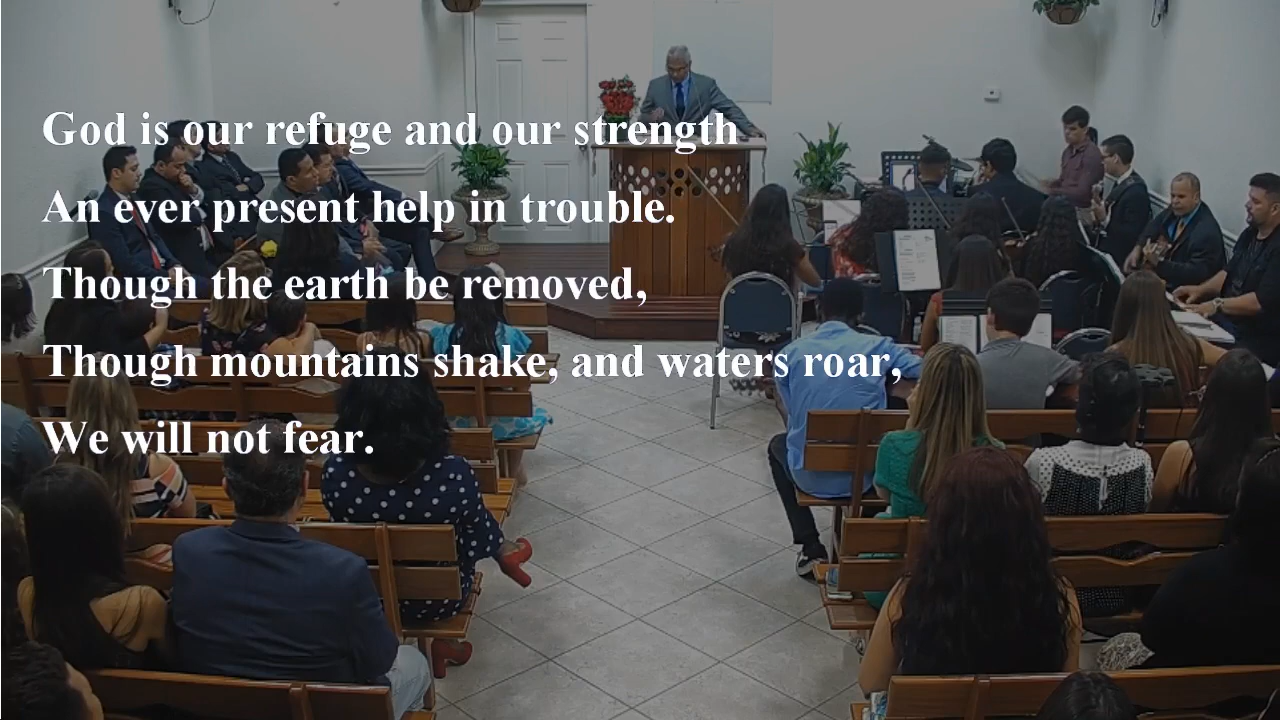 God is our refuge and our strength
An ever present help in trouble.
Though the earth be removed,
Though mountains shake, and waters roar,
We will not fear.